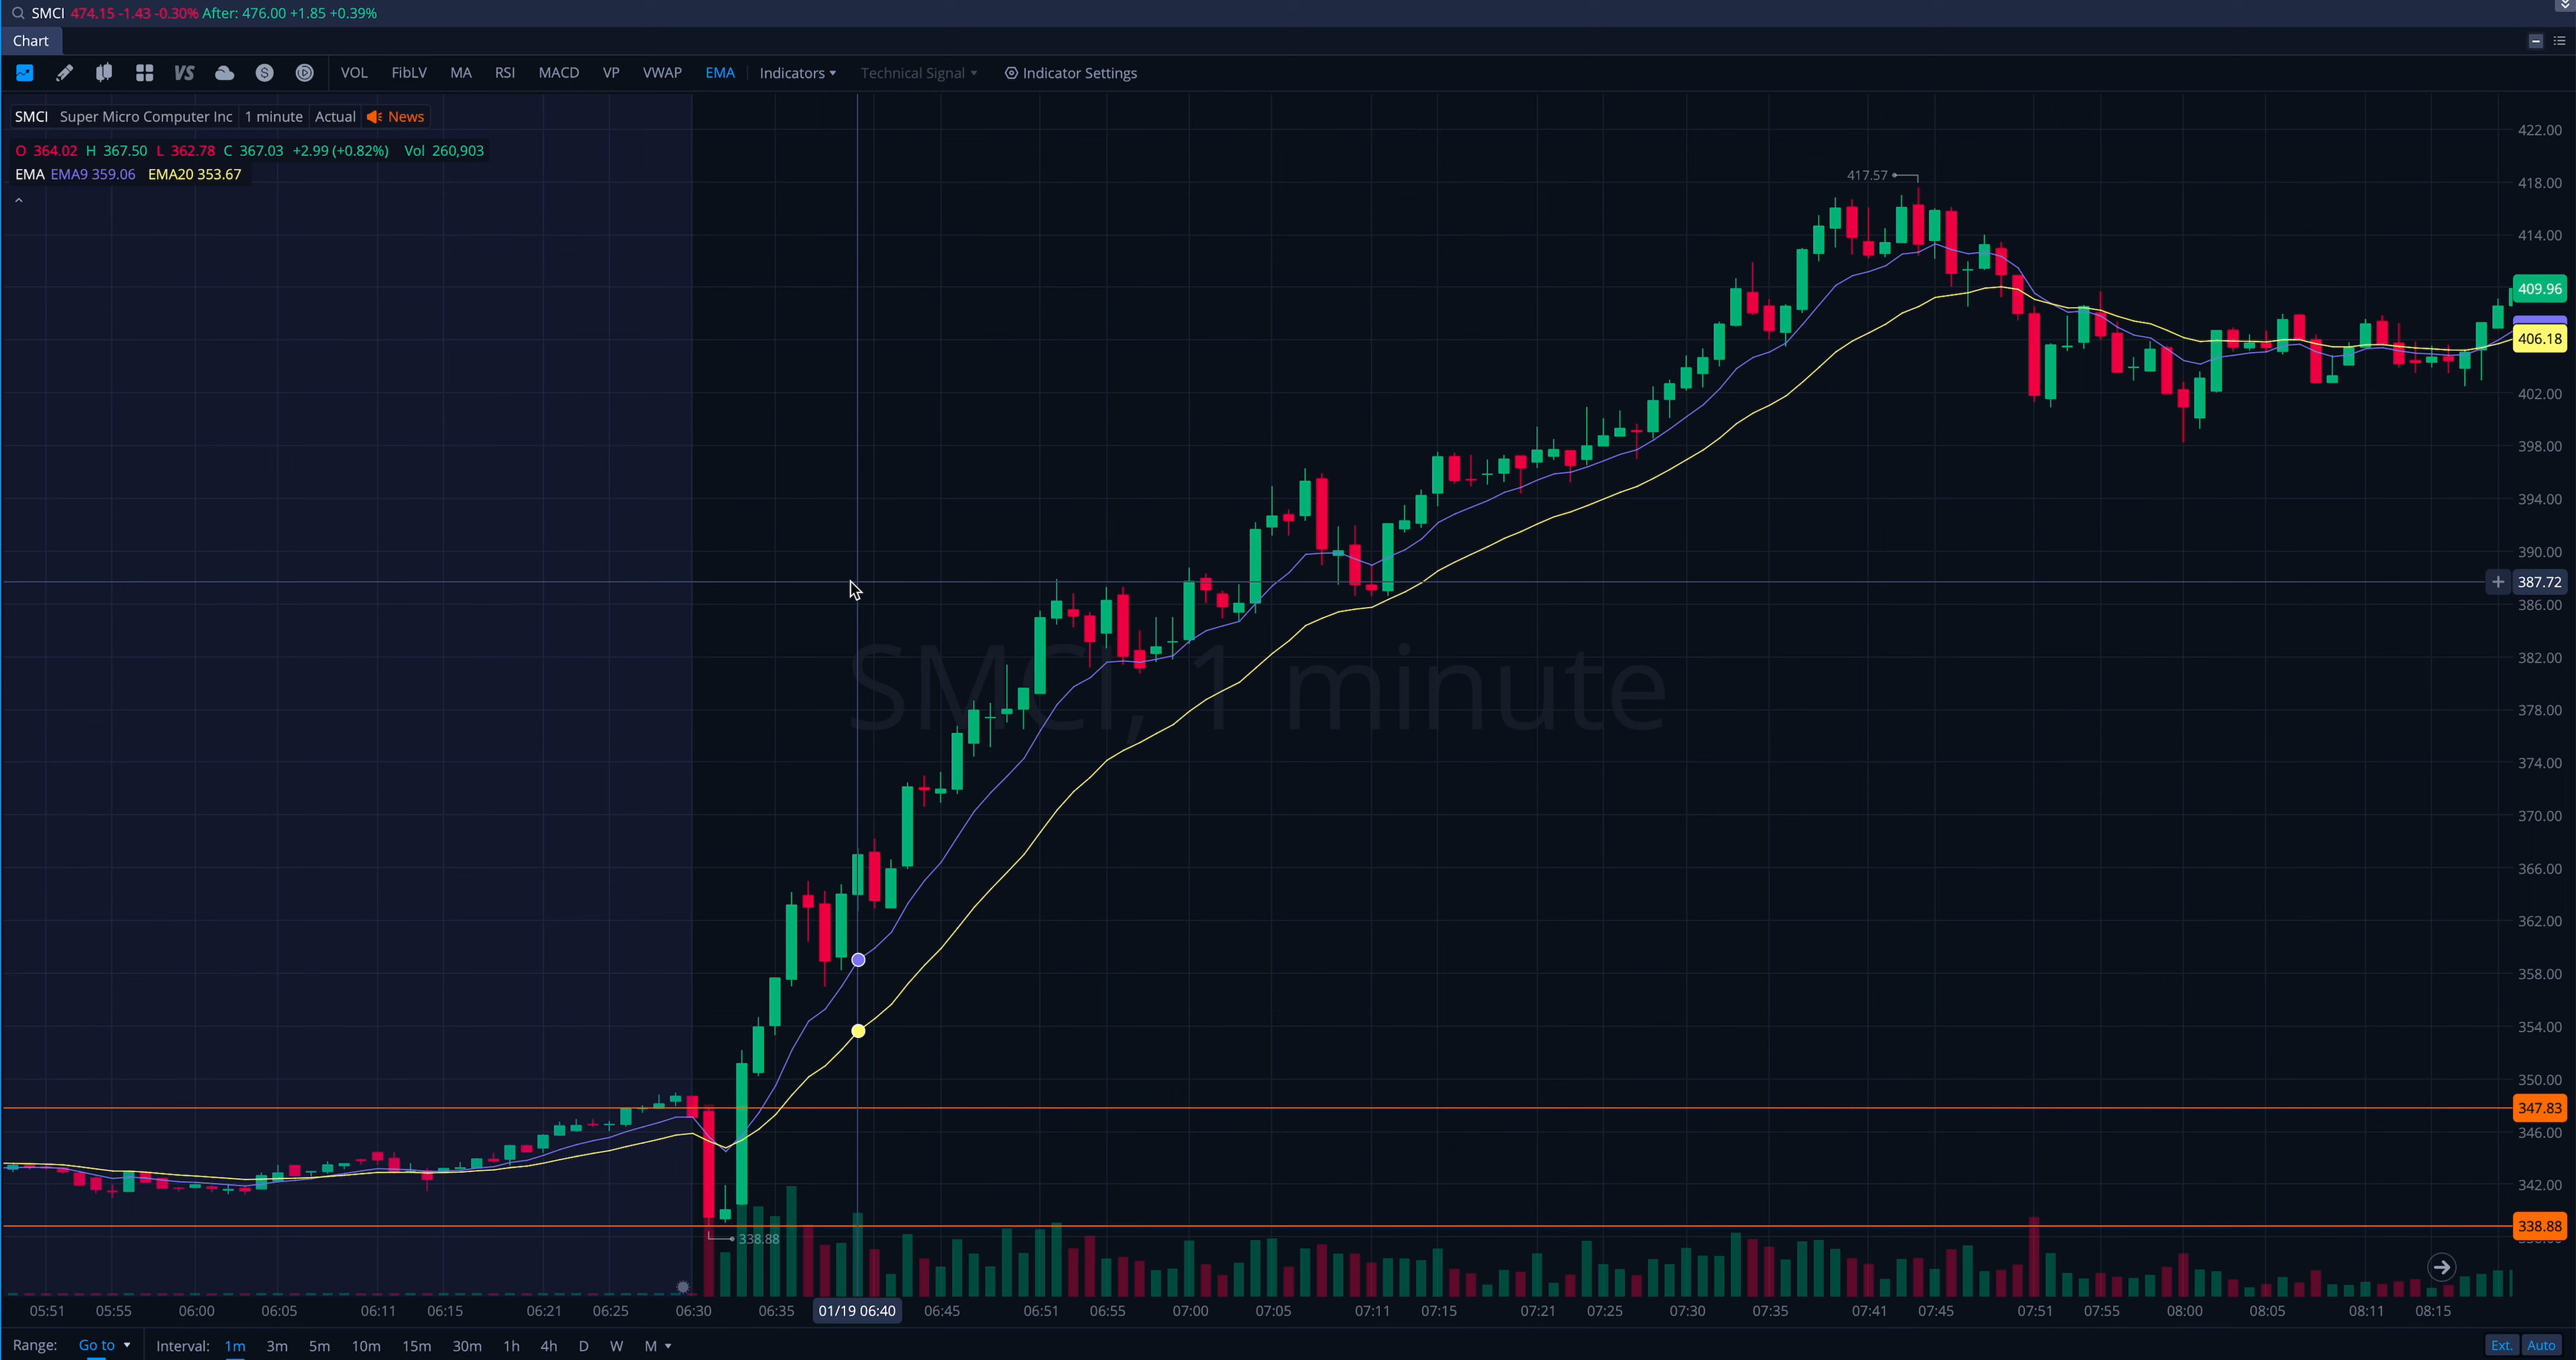 SMCI 474.15 -1.43 -0.30% After: 476.00 +1.85 +0.39%
Chart
VS VOL FibLV MA RSI MACD VP VWAP EMA Indicators Technical Signal Indicator Settings
SMCI Super Micro Computer Inc 1 minute Actual News
O 364.02 H 367.50 L 362.78 C 367.03 +2.99 (+0.82%) Vol 260,903
EMA EMA9 359.06 EMA20 353.67
422.00
417.57
418.00
414.00
409.96
406.18
402.00
398.00
394.00
390.00
387.72
386.00
382.00
SMCI, 1 minute
378.00
374.00
370.00
366.00
362.00
358.00
354.00
350.00
347.83
346.00
342.00
338.88
338.88
05:51 05:55 06:00 06:05 06:11 06:15 06:21 06:25 06:30 06:35 01/19 06:40 06:45 06:51 06:55 07:00 07:05 07:11 07:15 07:21 07:25 07:30 07:35 07:41 07:45 07:51 07:55 08:00 08:05 08:11 08:15
Range: Go to Interval: 1m 3m 5m 10m 15m 30m 1h 4h D W M Ext. Auto